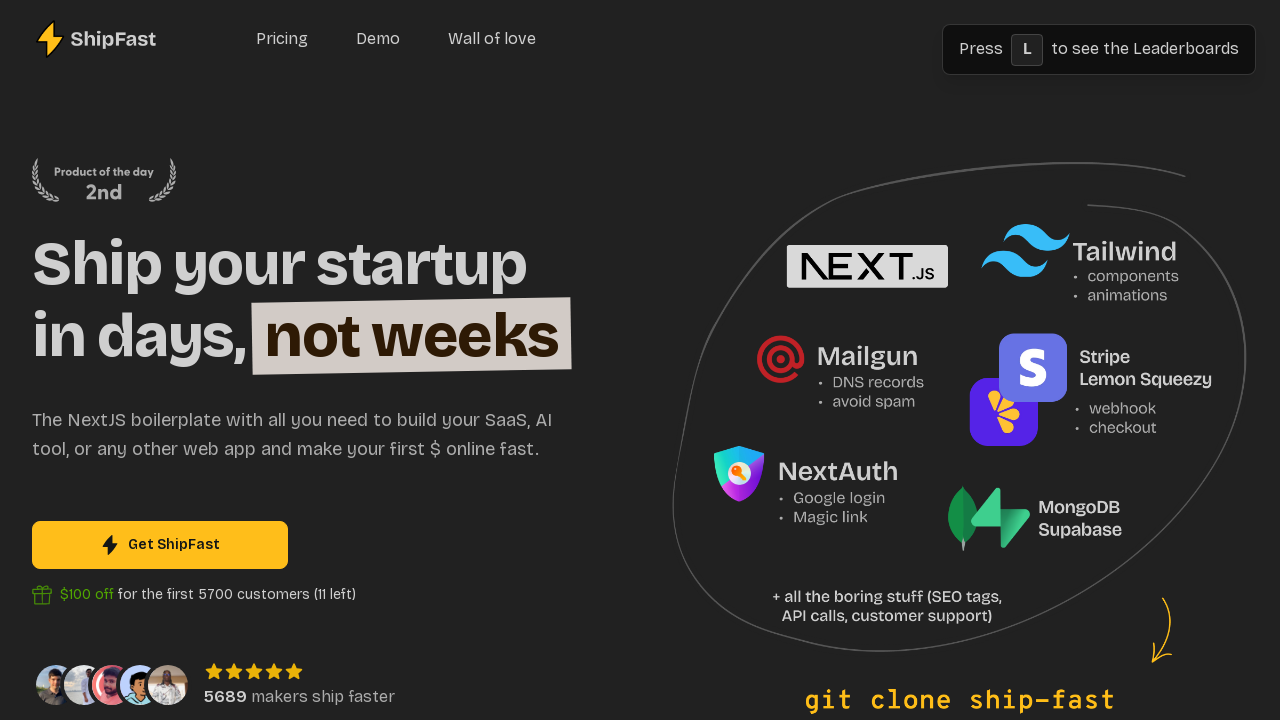 ShipFast
Pricing
Demo
Wall of love
Press L to see the Leaderboards
Product of the day
2nd
Ship your startup
in days, not weeks
The NextJS boilerplate with all you need to build your SaaS, AI
tool, or any other web app and make your first $ online fast.
Get ShipFast
$100 off for the first 5700 customers (11 left)
5689 makers ship faster
NEXT.JS
Tailwind
• components
• animations
Mailgun
• DNS records
• avoid spam
S
Stripe
Lemon Squeezy
• webhook
• checkout
NextAuth
• Google login
• Magic link
MongoDB
Supabase
+ all the boring stuff (SEO tags,
API calls, customer support)
git clone ship-fast